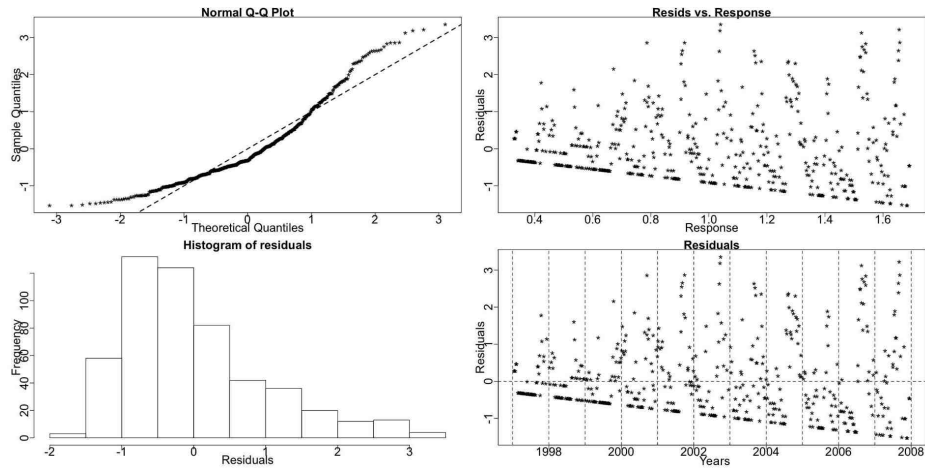 Normal Q-Q Plot
Sample Quantiles
3
2
1
0
-1
-3 -2 -1 0 1 2 3
Theoretical Quantiles
Resids vs. Response
Residuals
3
2
1
0
-1
0.4 0.6 0.8 1.0 1.2 1.4 1.6
Response
Histogram of residuals
Frequency
100
80
60
40
20
0
-2 -1 0 1 2 3
Residuals
Residuals
Residuals
3
2
1
0
-1
1998 2000 2002 2004 2006 2008
Years